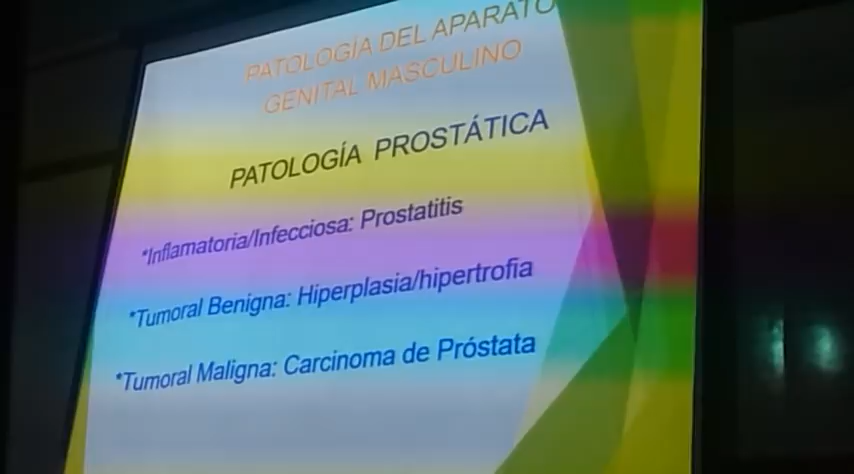 PATOLOGÍA DEL APARATO
GENITAL MASCULINO
PATOLOGÍA PROSTÁTICA
*Inflamatoria/Infecciosa: Prostatitis
*Tumoral Benigna: Hiperplasia/hipertrofia
*Tumoral Maligna: Carcinoma de Próstata